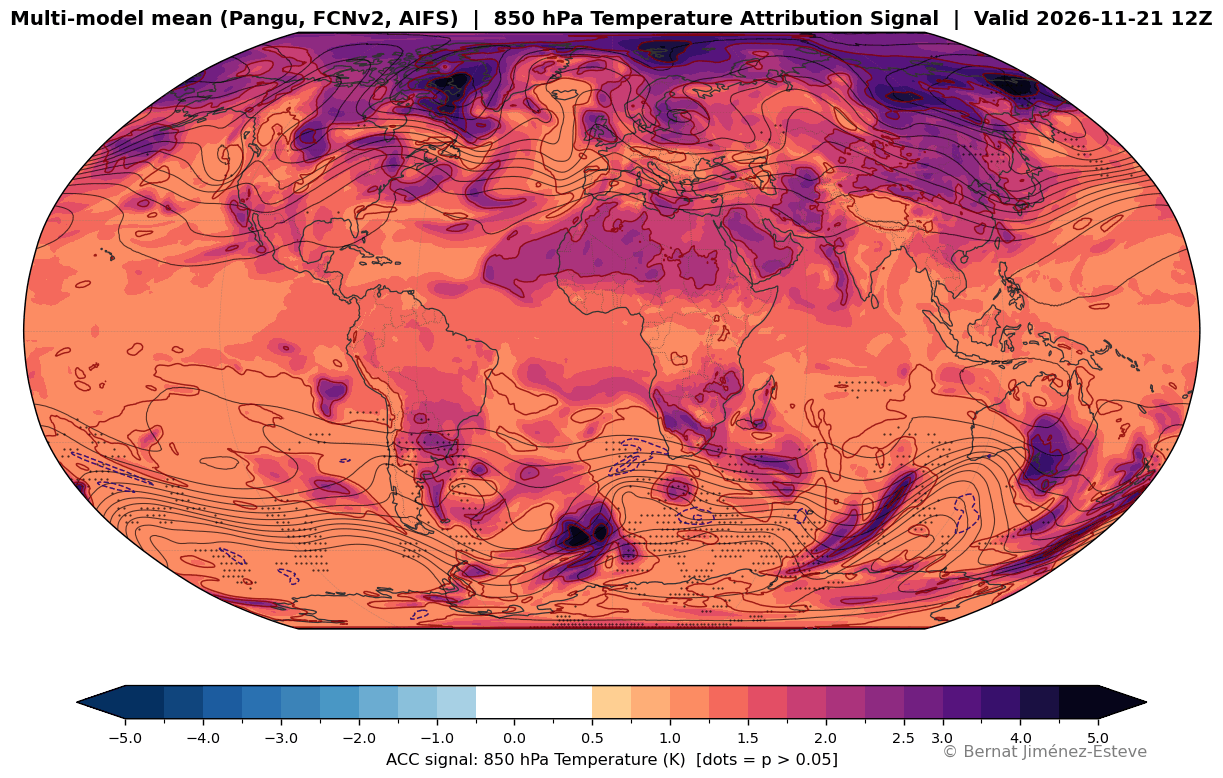 Multi-model mean (Pangu, FCNv2, AIFS) | 850 hPa Temperature Attribution Signal | Valid 2026-11-21 12Z
−5.0 −4.0 −3.0 −2.0 −1.0 0.0 0.5 1.0 1.5 2.0 2.5 3.0 4.0 5.0
ACC signal: 850 hPa Temperature (K) [dots = p > 0.05]
© Bernat Jiménez-Esteve